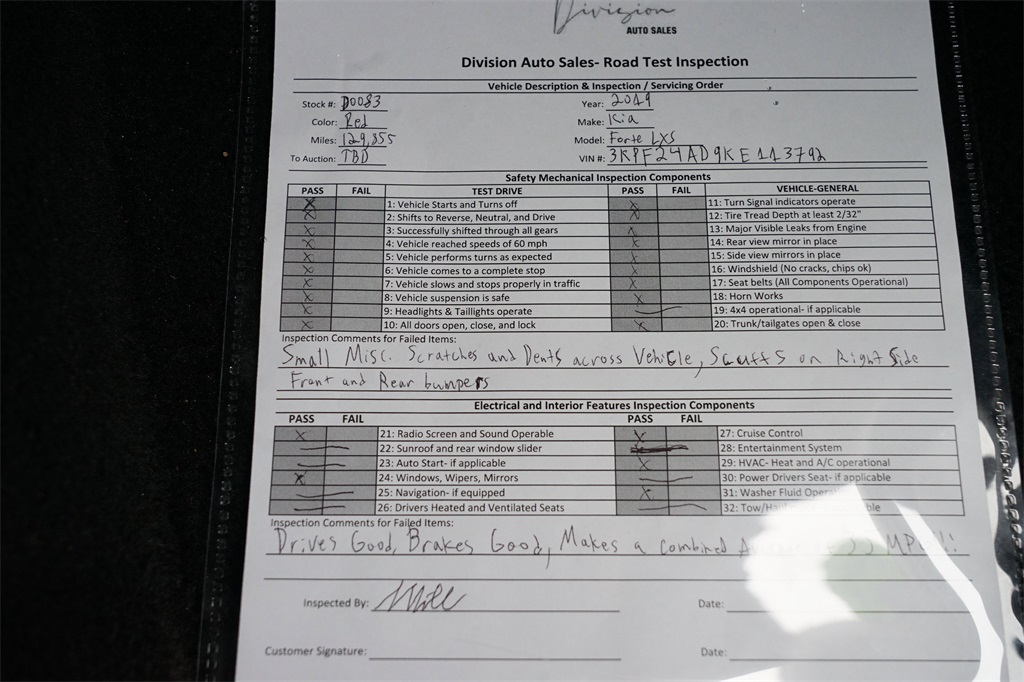 Division
AUTO SALES
Division Auto Sales- Road Test Inspection
Vehicle Description & Inspection / Servicing Order
Stock #: D0083 Year: 2019
Color: Red Make: Kia
Miles: 129,855 Model: Forte LXS
To Auction: TBD VIN #: 3KPF24AD9KE113792
Safety Mechanical Inspection Components
PASS FAIL TEST DRIVE PASS FAIL VEHICLE-GENERAL
X 1: Vehicle Starts and Turns off X 11: Turn Signal indicators operate
X 2: Shifts to Reverse, Neutral, and Drive X 12: Tire Tread Depth at least 2/32"
X 3: Successfully shifted through all gears X 13: Major Visible Leaks from Engine
X 4: Vehicle reached speeds of 60 mph X 14: Rear view mirror in place
X 5: Vehicle performs turns as expected X 15: Side view mirrors in place
X 6: Vehicle comes to a complete stop X 16: Windshield (No cracks, chips ok)
X 7: Vehicle slows and stops properly in traffic X 17: Seat belts (All Components Operational)
X 8: Vehicle suspension is safe X 18: Horn Works
X 9: Headlights & Taillights operate 19: 4x4 operational- if applicable
X 10: All doors open, close, and lock X 20: Trunk/tailgates open & close
Inspection Comments for Failed Items:
Small Misc. Scratches and Dents across Vehicle, Scuffs on Right Side
Front and Rear bumpers
Electrical and Interior Features Inspection Components
PASS FAIL PASS FAIL
X 21: Radio Screen and Sound Operable X 27: Cruise Control
22: Sunroof and rear window slider 28: Entertainment System
23: Auto Start- if applicable X 29: HVAC- Heat and A/C operational
X 24: Windows, Wipers, Mirrors 30: Power Drivers Seat- if applicable
25: Navigation- if equipped X 31: Washer Fluid
26: Drivers Heated and Ventilated Seats 32:
Inspection Comments for Failed Items:
Drives Good, Brakes Good, Makes a combined MPG!!
Inspected By: Date:
Customer Signature: Date: